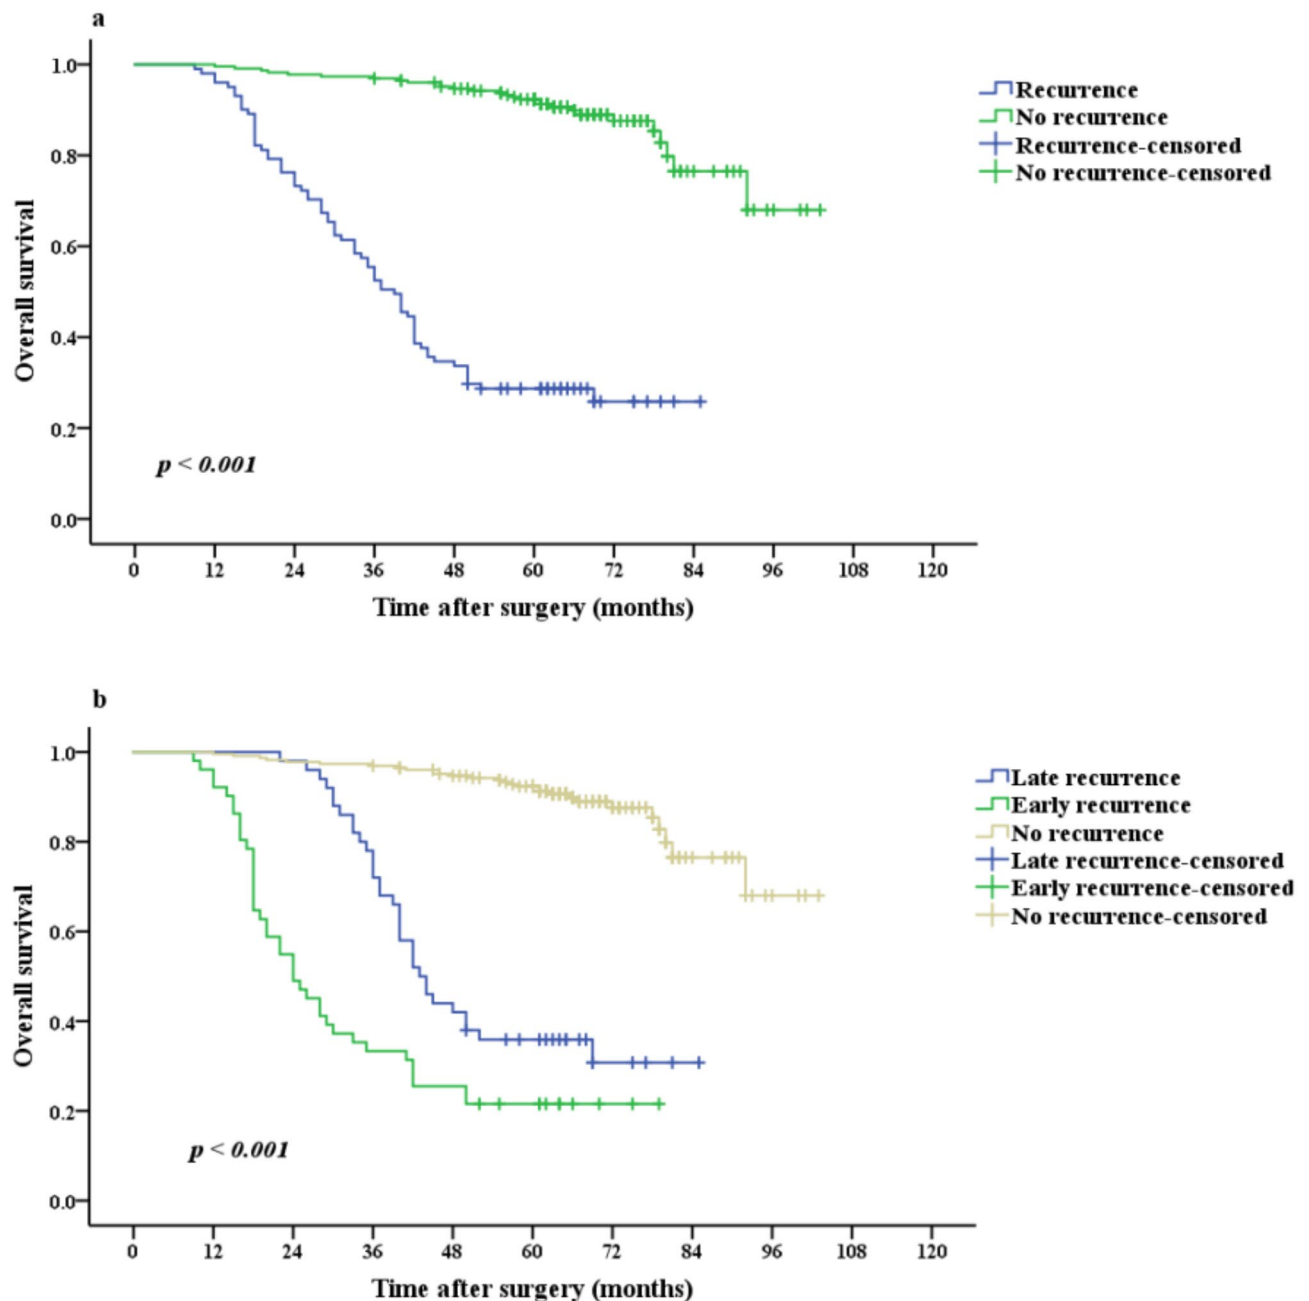 a
1.0
0.8
0.6
0.4
0.2
0.0
Overall survival
p < 0.001
0 12 24 36 48 60 72 84 96 108 120
Time after surgery (months)
Recurrence
No recurrence
Recurrence-censored
No recurrence-censored
b
1.0
0.8
0.6
0.4
0.2
0.0
Overall survival
p < 0.001
0 12 24 36 48 60 72 84 96 108 120
Time after surgery (months)
Late recurrence
Early recurrence
No recurrence
Late recurrence-censored
Early recurrence-censored
No recurrence-censored